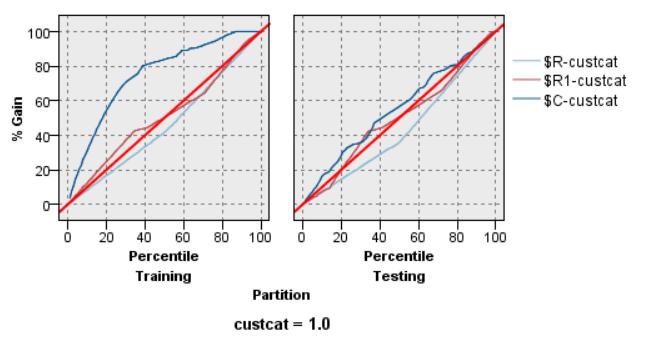 % Gain
100
80
60
40
20
0
0 20 40 60 80 100
Percentile
Training
0 20 40 60 80 100
Percentile
Testing
Partition
custcat = 1.0
$R-custcat
$R1-custcat
$C-custcat